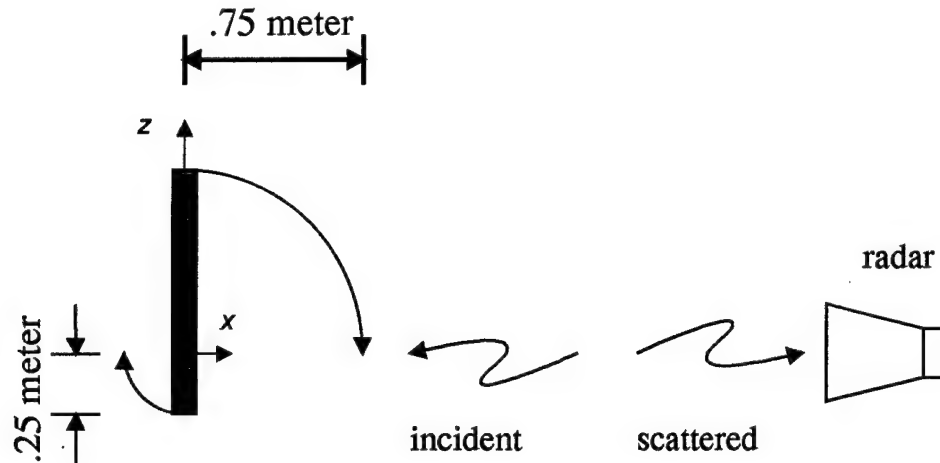 .75 meter
z
radar
x
.25 meter
incident
scattered